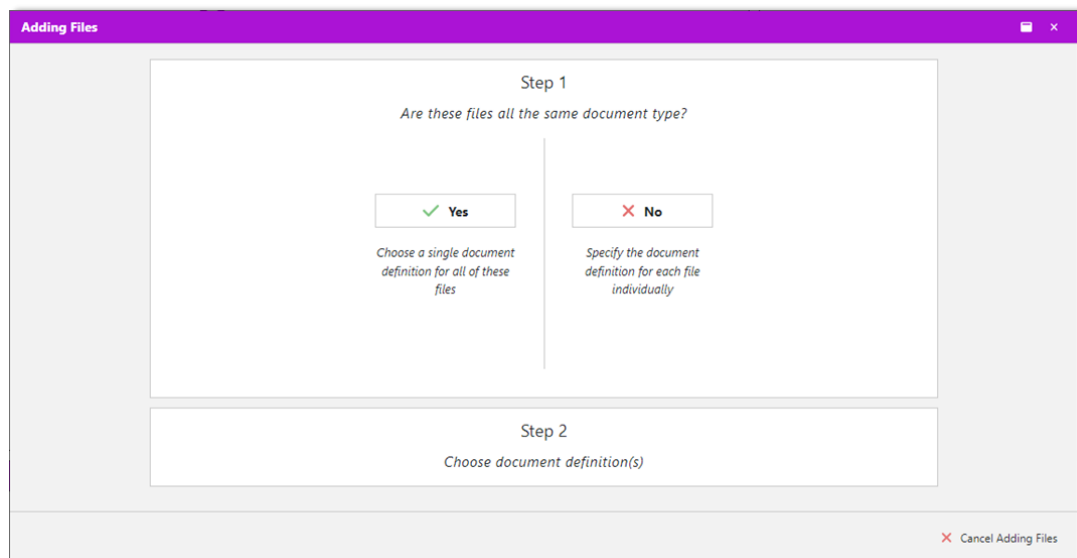 Adding Files
Step 1
Are these files all the same document type?
Yes
Choose a single document
definition for all of these
files
No
Specify the document
definition for each file
individually
Step 2
Choose document definition(s)
Cancel Adding Files